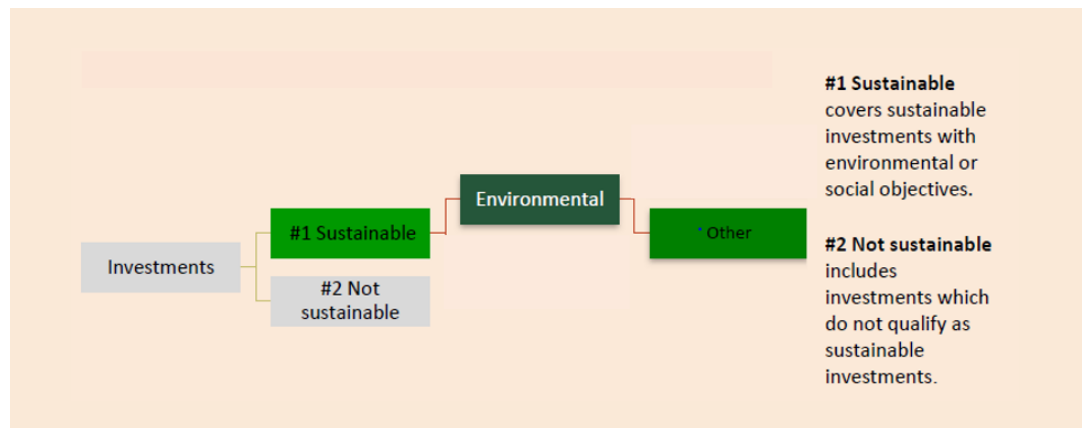 Investments
#1 Sustainable
#2 Not
sustainable
Environmental
Other
#1 Sustainable
covers sustainable
investments with
environmental or
social objectives.
#2 Not sustainable
includes
investments which
do not qualify as
sustainable
investments.